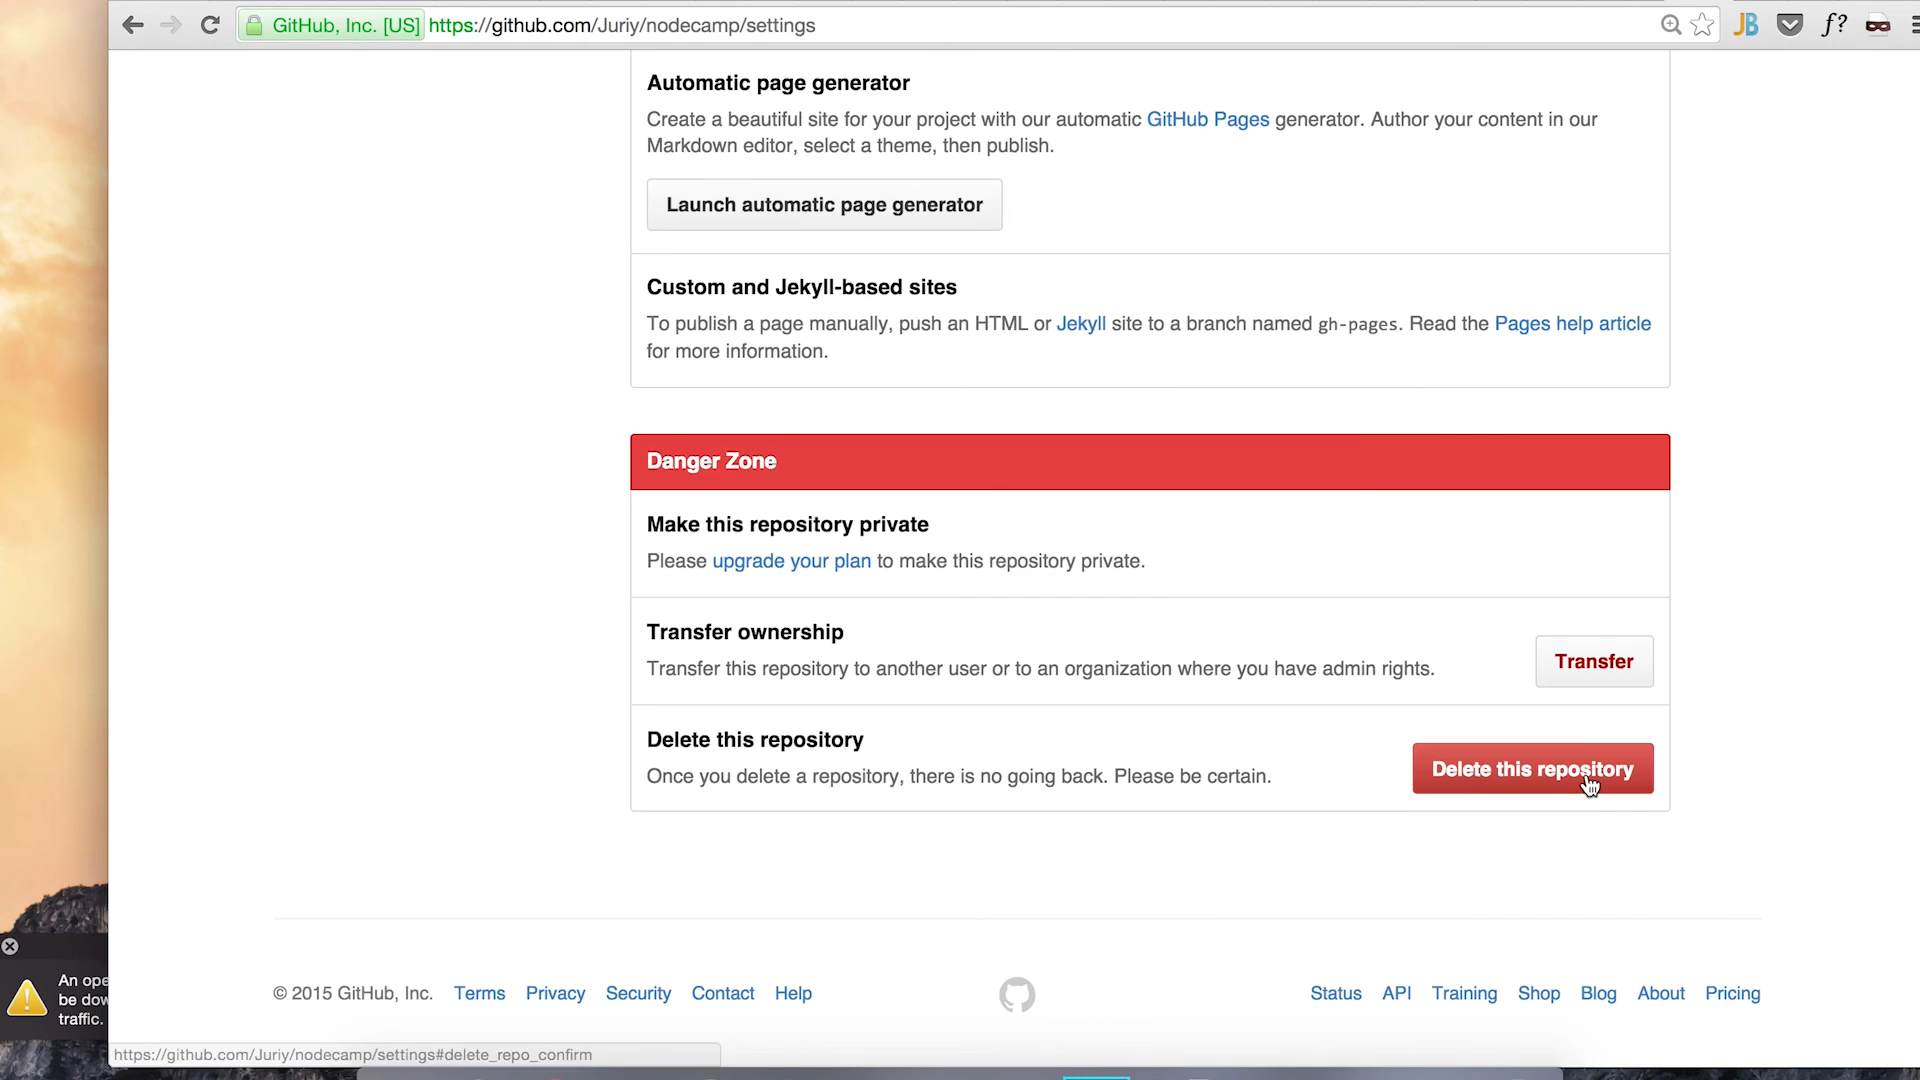 GitHub, Inc. [US] https://github.com/Juriy/nodecamp/settings
JB f?
Automatic page generator
Create a beautiful site for your project with our automatic GitHub Pages generator. Author your content in our
Markdown editor, select a theme, then publish.
Launch automatic page generator
Custom and Jekyll-based sites
To publish a page manually, push an HTML or Jekyll site to a branch named gh-pages. Read the Pages help article
for more information.
Danger Zone
Make this repository private
Please upgrade your plan to make this repository private.
Transfer ownership
Transfer this repository to another user or to an organization where you have admin rights.
Transfer
Delete this repository
Once you delete a repository, there is no going back. Please be certain.
Delete this repository
An ope
be dow
traffic.
© 2015 GitHub, Inc. Terms Privacy Security Contact Help
Status API Training Shop Blog About Pricing
https://github.com/Juriy/nodecamp/settings#delete_repo_confirm